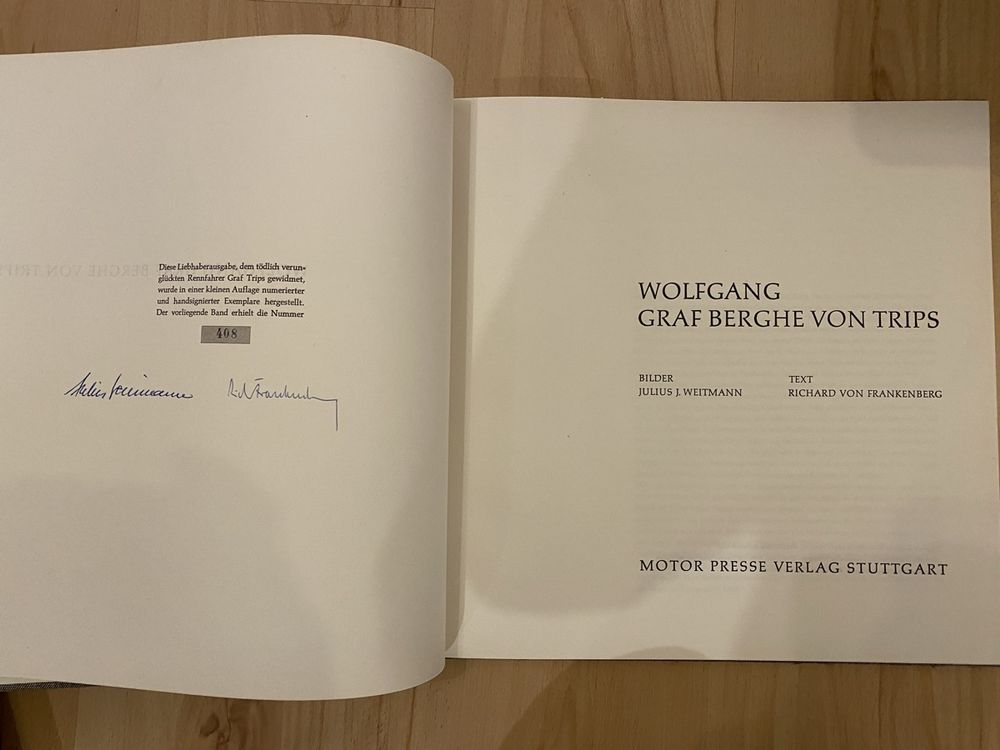 Diese Liebhaberausgabe, dem tödlich verun-
glückten Rennfahrer Graf Trips gewidmet,
wurde in einer kleinen Auflage numerierter
und handsignierter Exemplare hergestellt.
Der vorliegende Band erhielt die Nummer
408
WOLFGANG
GRAF BERGHE VON TRIPS
BILDER
JULIUS J. WEITMANN
TEXT
RICHARD VON FRANKENBERG
MOTOR PRESSE VERLAG STUTTGART